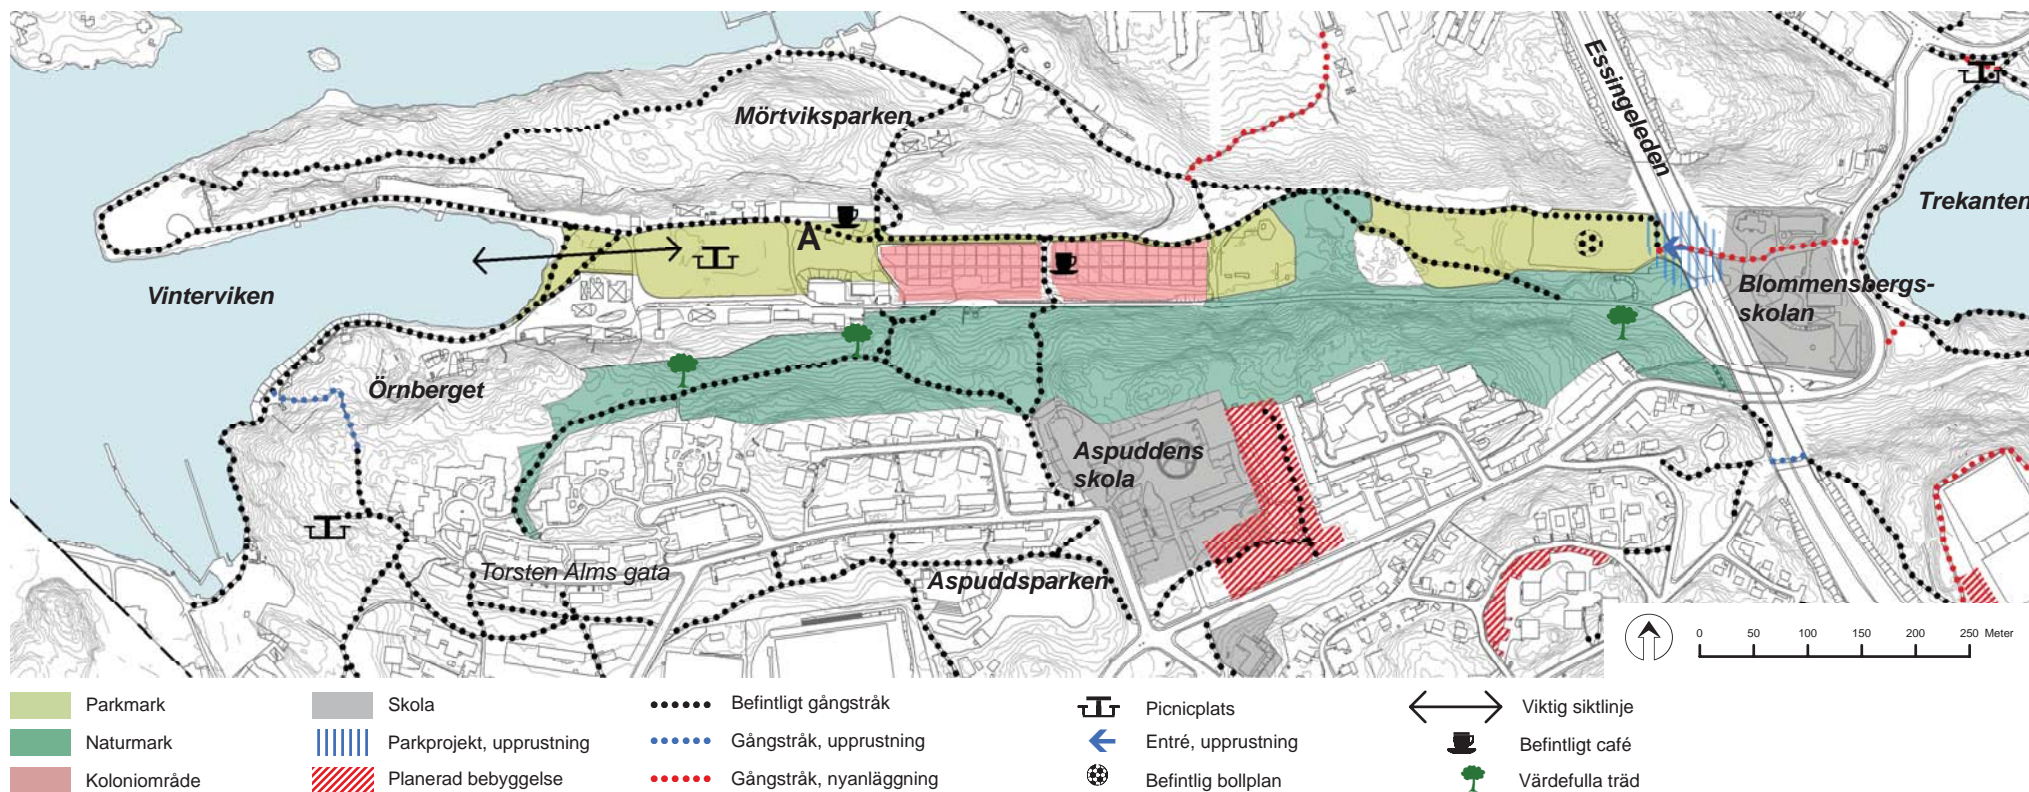 Essingeleden
Mörtviksparken
Trekanten
A
Vinterviken
Blommensbergs-
skolan
Örnberget
Aspuddens
skola
Torsten Alms gata
Aspuddsparken
0 50 100 150 200 250 Meter
Parkmark
Naturmark
Koloniområde
Skola
Parkprojekt, upprustning
Planerad bebyggelse
Befintligt gångstråk
Gångstråk, upprustning
Gångstråk, nyanläggning
Picnicplats
Entré, upprustning
Befintlig bollplan
Viktig siktlinje
Befintligt café
Värdefulla träd